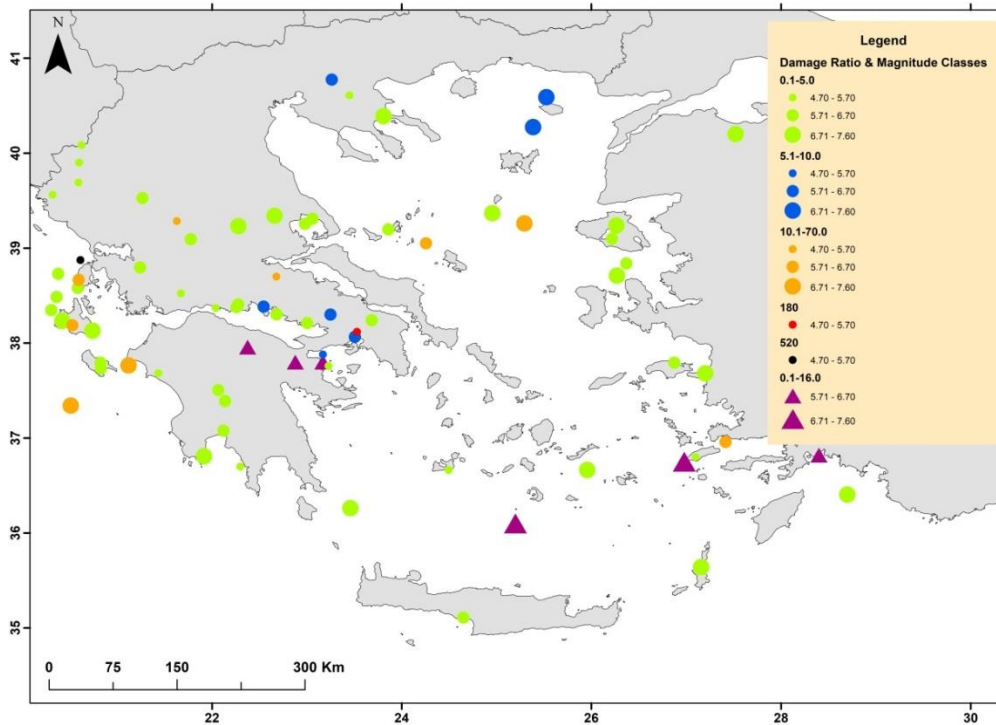 N
Legend
Damage Ratio & Magnitude Classes
0.1-5.0
4.70 - 5.70
5.71 - 6.70
6.71 - 7.60
5.1-10.0
4.70 - 5.70
5.71 - 6.70
6.71 - 7.60
10.1-70.0
4.70 - 5.70
5.71 - 6.70
6.71 - 7.60
180
4.70 - 5.70
520
4.70 - 5.70
0.1-16.0
5.71 - 6.70
6.71 - 7.60
41
40
39
38
37
36
35
0 75 150 300 Km
22 24 26 28 30